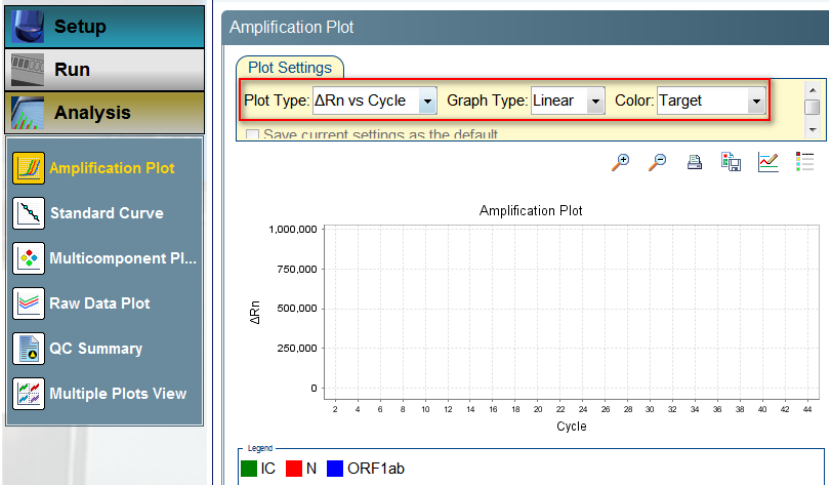 Setup
Run
Analysis
Amplification Plot
Standard Curve
Multicomponent Pl...
Raw Data Plot
QC Summary
Multiple Plots View
Amplification Plot
Plot Settings
Plot Type: ΔRn vs Cycle Graph Type: Linear Color: Target
Save current settings as the default
Amplification Plot
1,000,000
750,000
500,000
250,000
0
ΔRn
2 4 6 8 10 12 14 16 18 20 22 24 26 28 30 32 34 36 38 40 42 44
Cycle
Legend
IC N ORF1ab